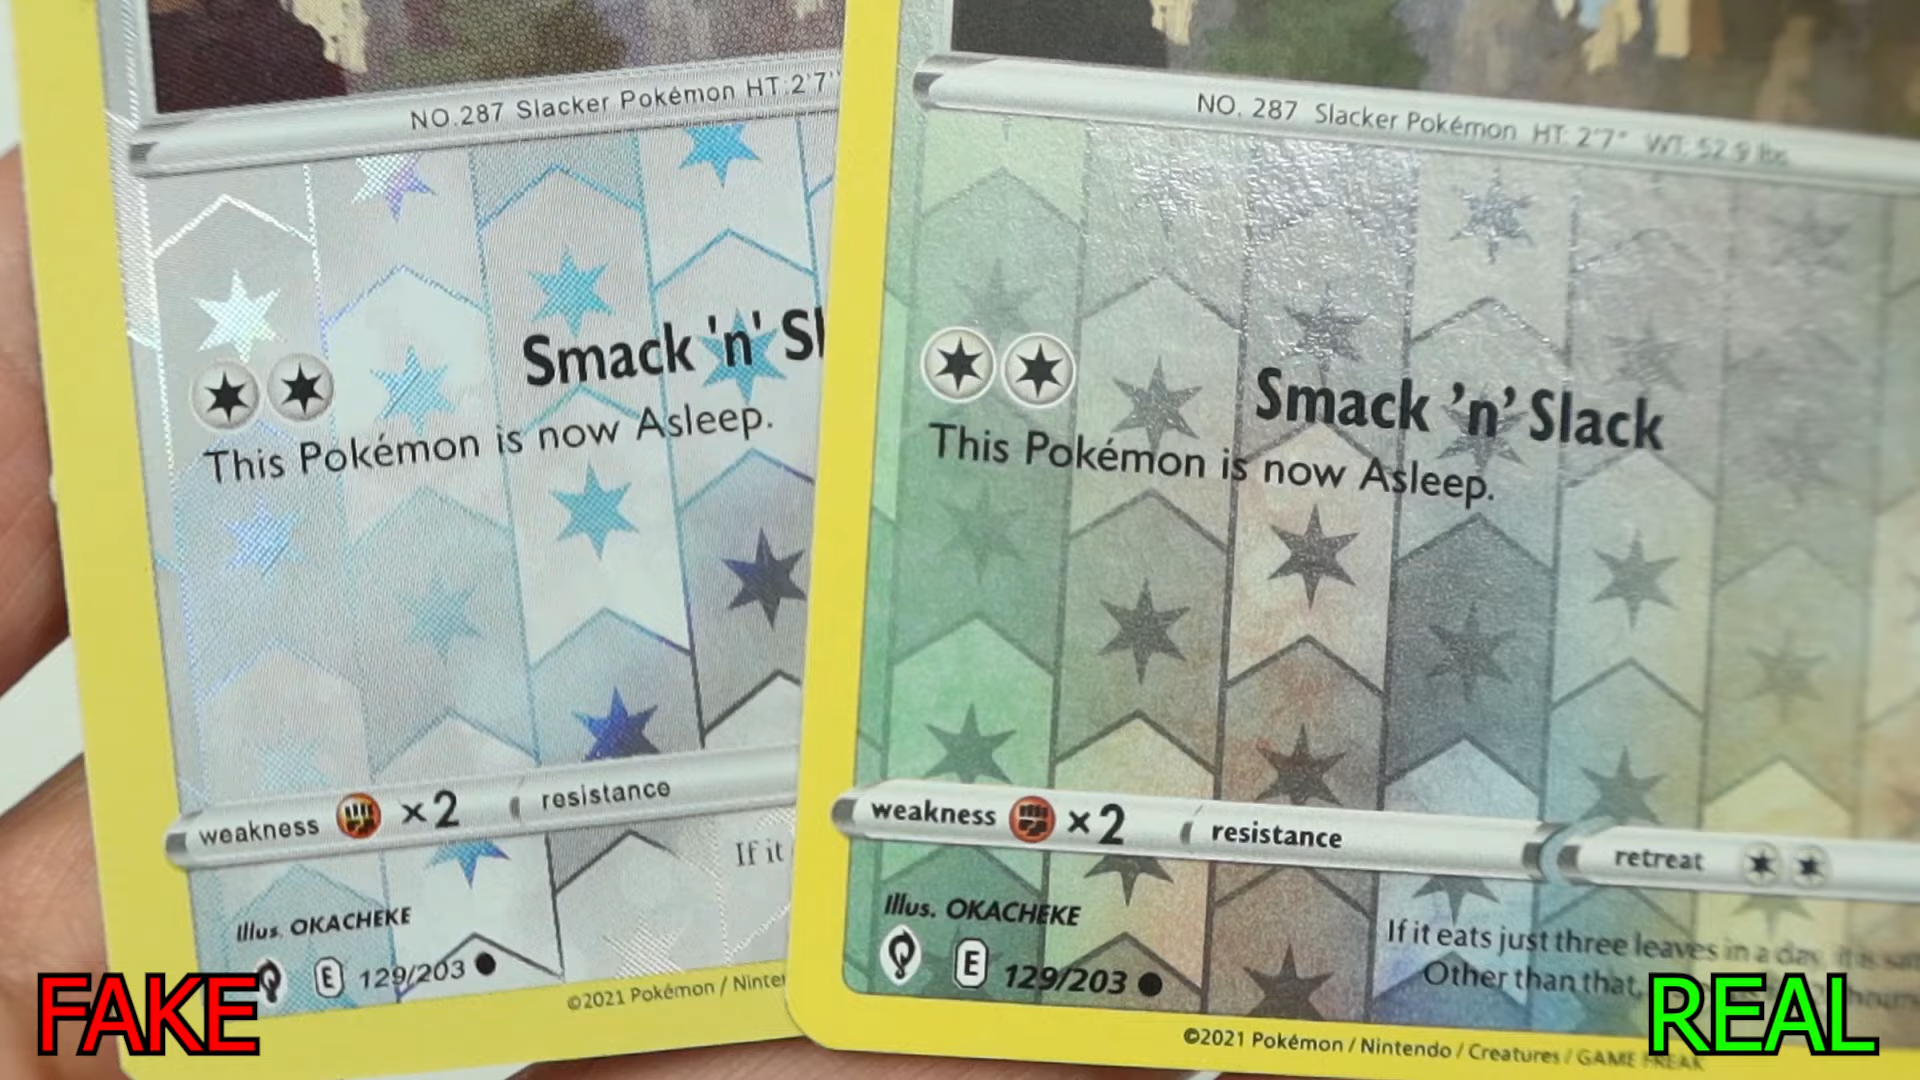 NO.287 Slacker Pokémon HT:2'7"
Smack 'n' Sl
This Pokémon is now Asleep.
weakness ×2 resistance
If it
Illus. OKACHEKE
E 129/203
©2021 Pokémon / Ninte
FAKE
NO. 287 Slacker Pokémon HT: 2'7" WT: 52.9 lbs.
Smack 'n' Slack
This Pokémon is now Asleep.
weakness ×2 resistance retreat
Illus. OKACHEKE
If it eats just three leaves in a day, it is
Other than that,
E 129/203
©2021 Pokémon / Nintendo / Creatures / GAME FREAK
REAL